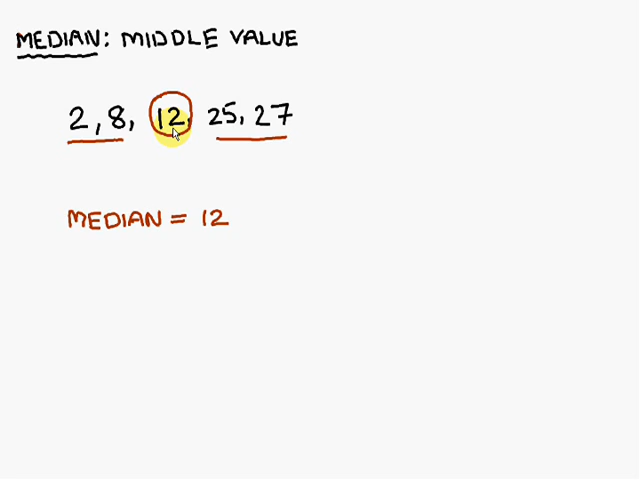 MEDIAN: MIDDLE VALUE
2, 8, 12, 25, 27
MEDIAN = 12